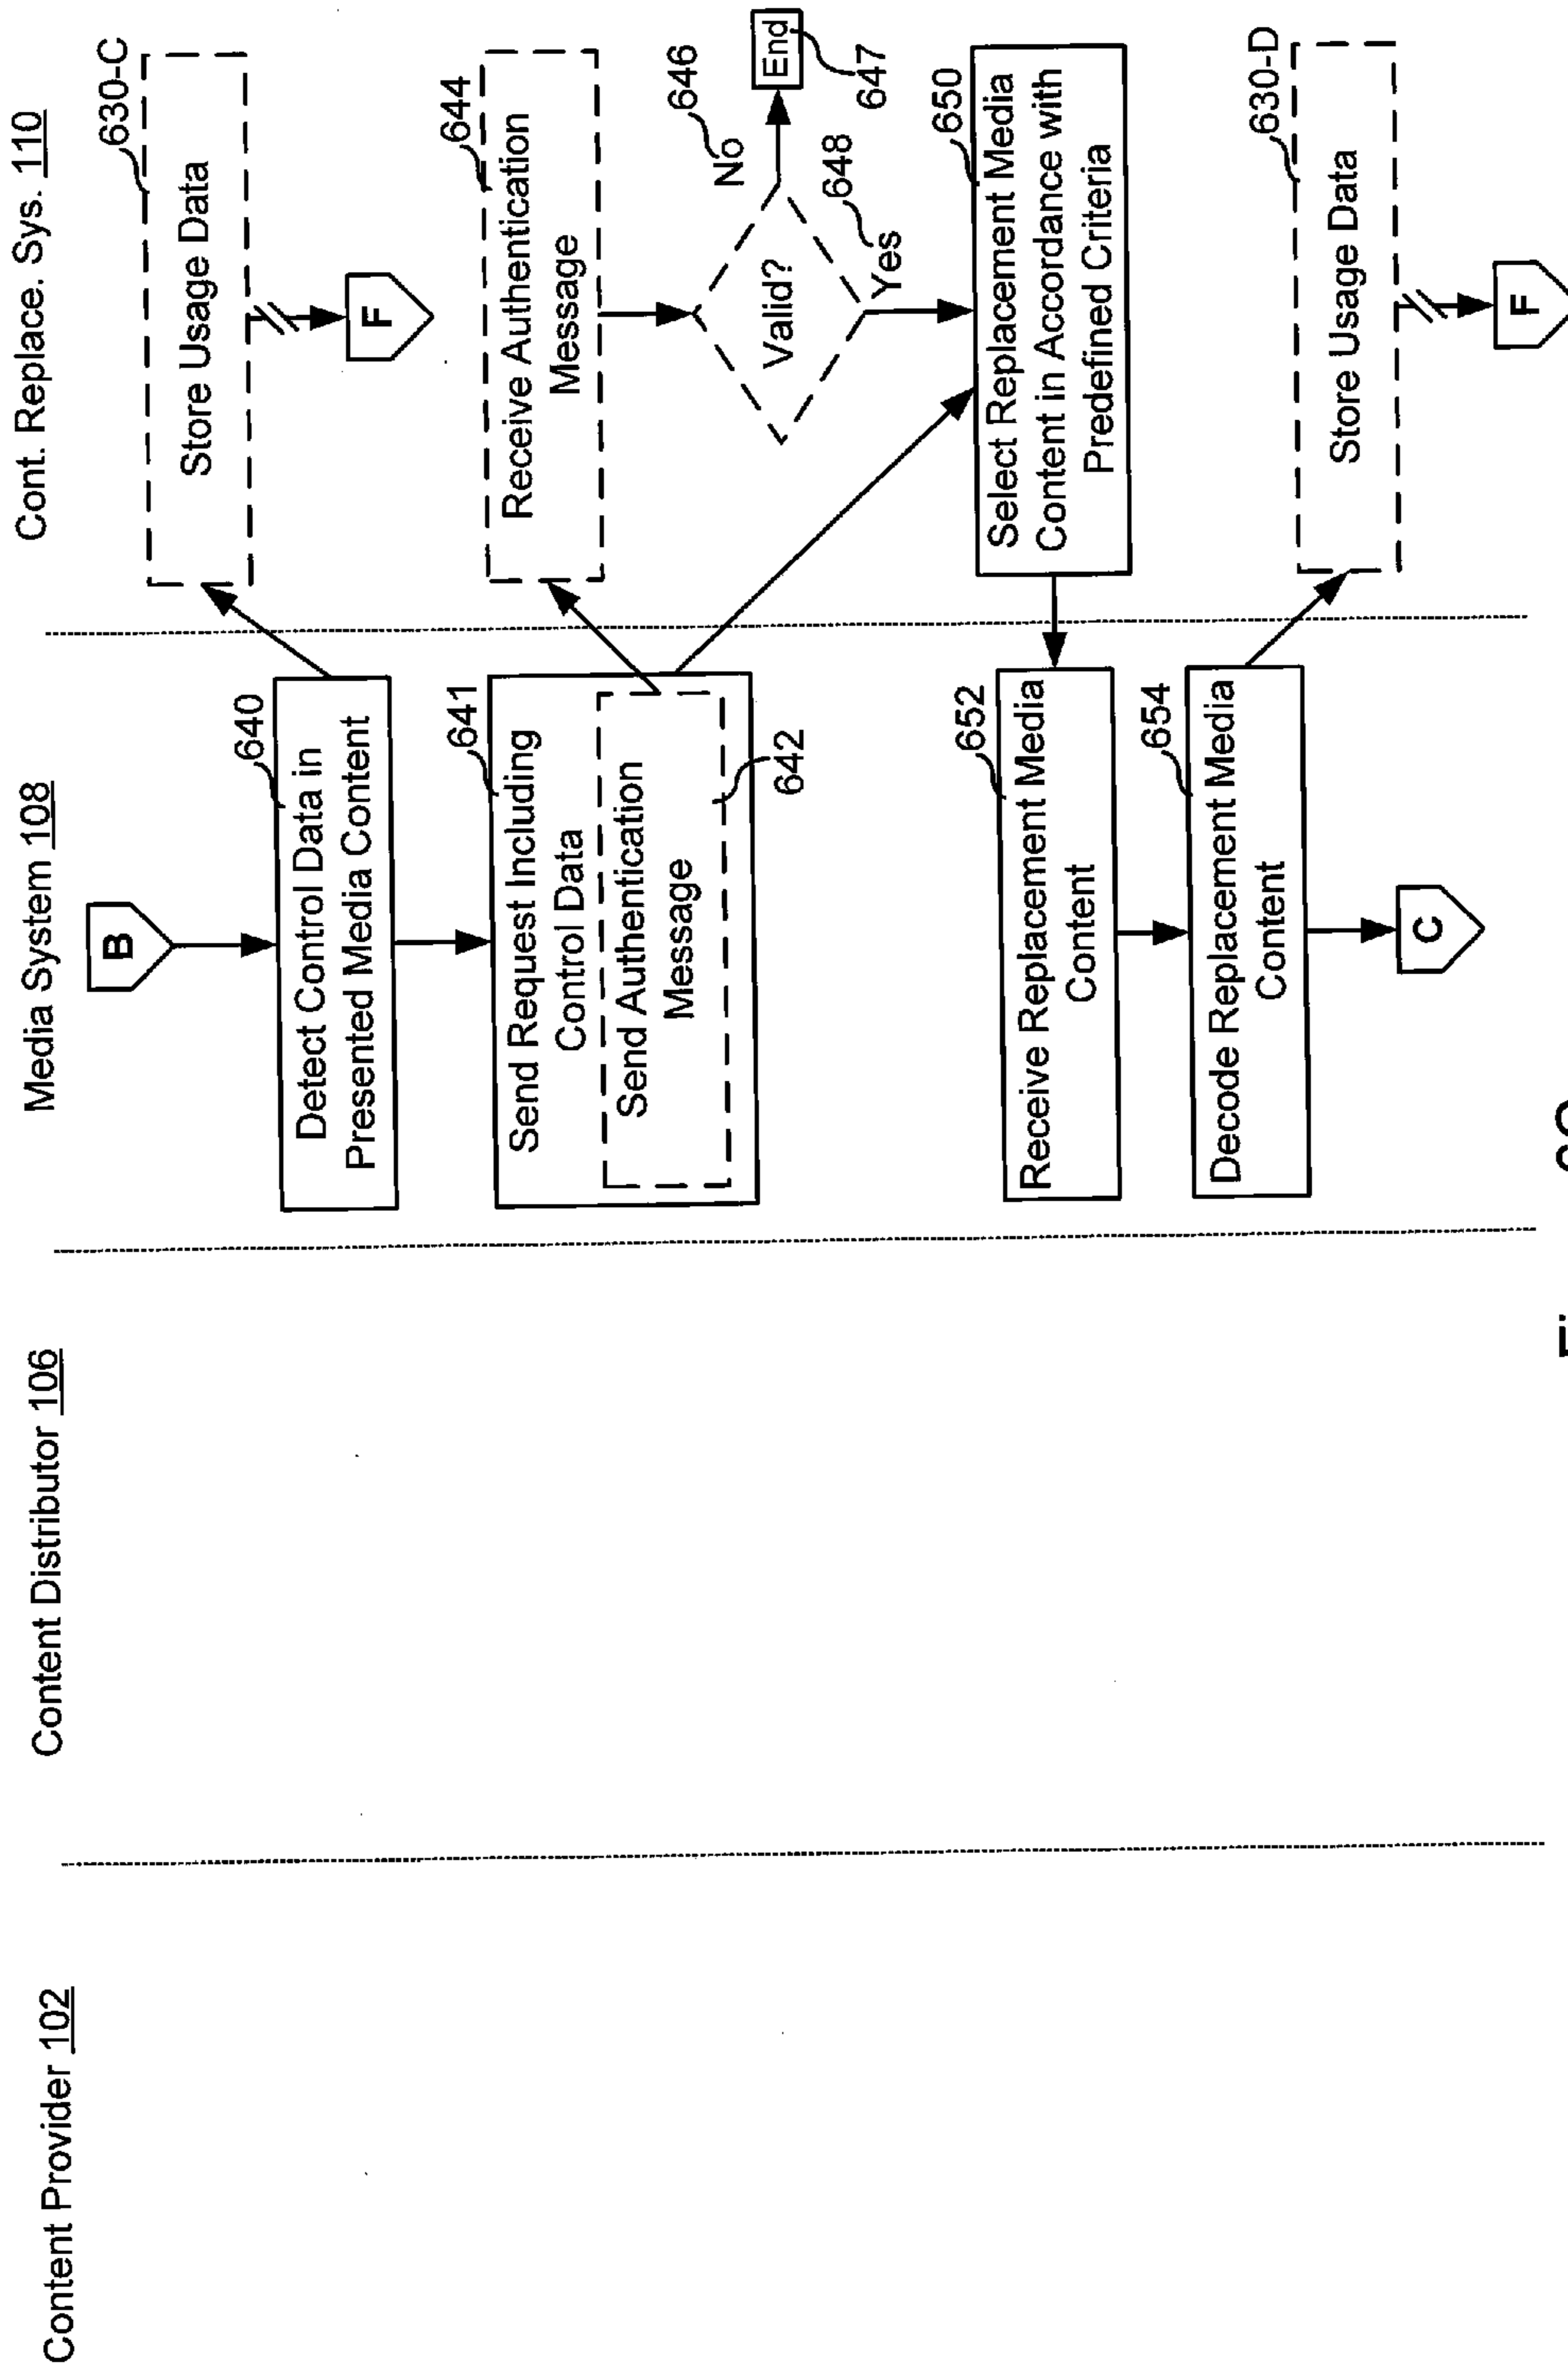 Content Provider 102
Content Distributor 106
Media System 108
Cont. Replace. Sys. 110
B
640
Detect Control Data in
Presented Media Content
630-C
Store Usage Data
F
641
Send Request Including
Control Data
Send Authentication
Message
642
644
Receive Authentication
Message
Valid?
No
646
End
647
Yes
648
650
Select Replacement Media
Content in Accordance with
Predefined Criteria
652
Receive Replacement Media
Content
654
Decode Replacement Media
Content
C
630-D
Store Usage Data
F